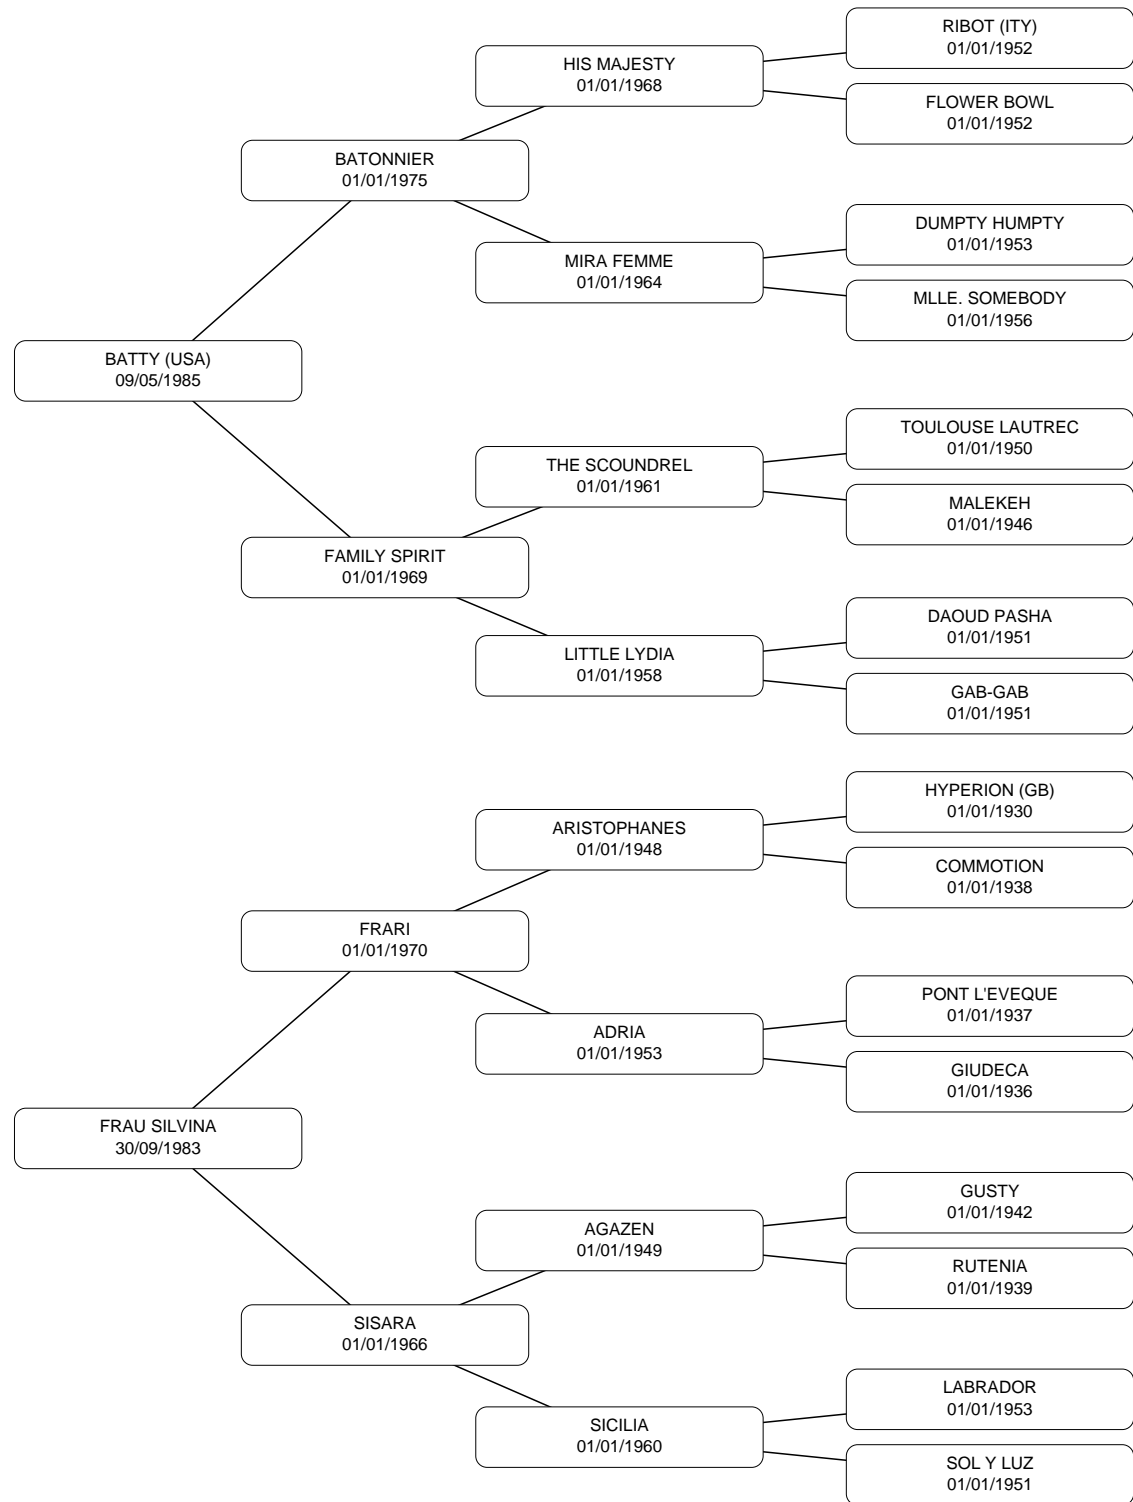 RIBOT (ITY)
01/01/1952
HIS MAJESTY
01/01/1968
FLOWER BOWL
01/01/1952
BATONNIER
01/01/1975
DUMPTY HUMPTY
01/01/1953
MIRA FEMME
01/01/1964
MLLE. SOMEBODY
01/01/1956
BATTY (USA)
09/05/1985
TOULOUSE LAUTREC
01/01/1950
THE SCOUNDREL
01/01/1961
MALEKEH
01/01/1946
FAMILY SPIRIT
01/01/1969
DAOUD PASHA
01/01/1951
LITTLE LYDIA
01/01/1958
GAB-GAB
01/01/1951
HYPERION (GB)
01/01/1930
ARISTOPHANES
01/01/1948
COMMOTION
01/01/1938
FRARI
01/01/1970
PONT L'EVEQUE
01/01/1937
ADRIA
01/01/1953
GIUDECA
01/01/1936
FRAU SILVINA
30/09/1983
GUSTY
01/01/1942
AGAZEN
01/01/1949
RUTENIA
01/01/1939
SISARA
01/01/1966
LABRADOR
01/01/1953
SICILIA
01/01/1960
SOL Y LUZ
01/01/1951